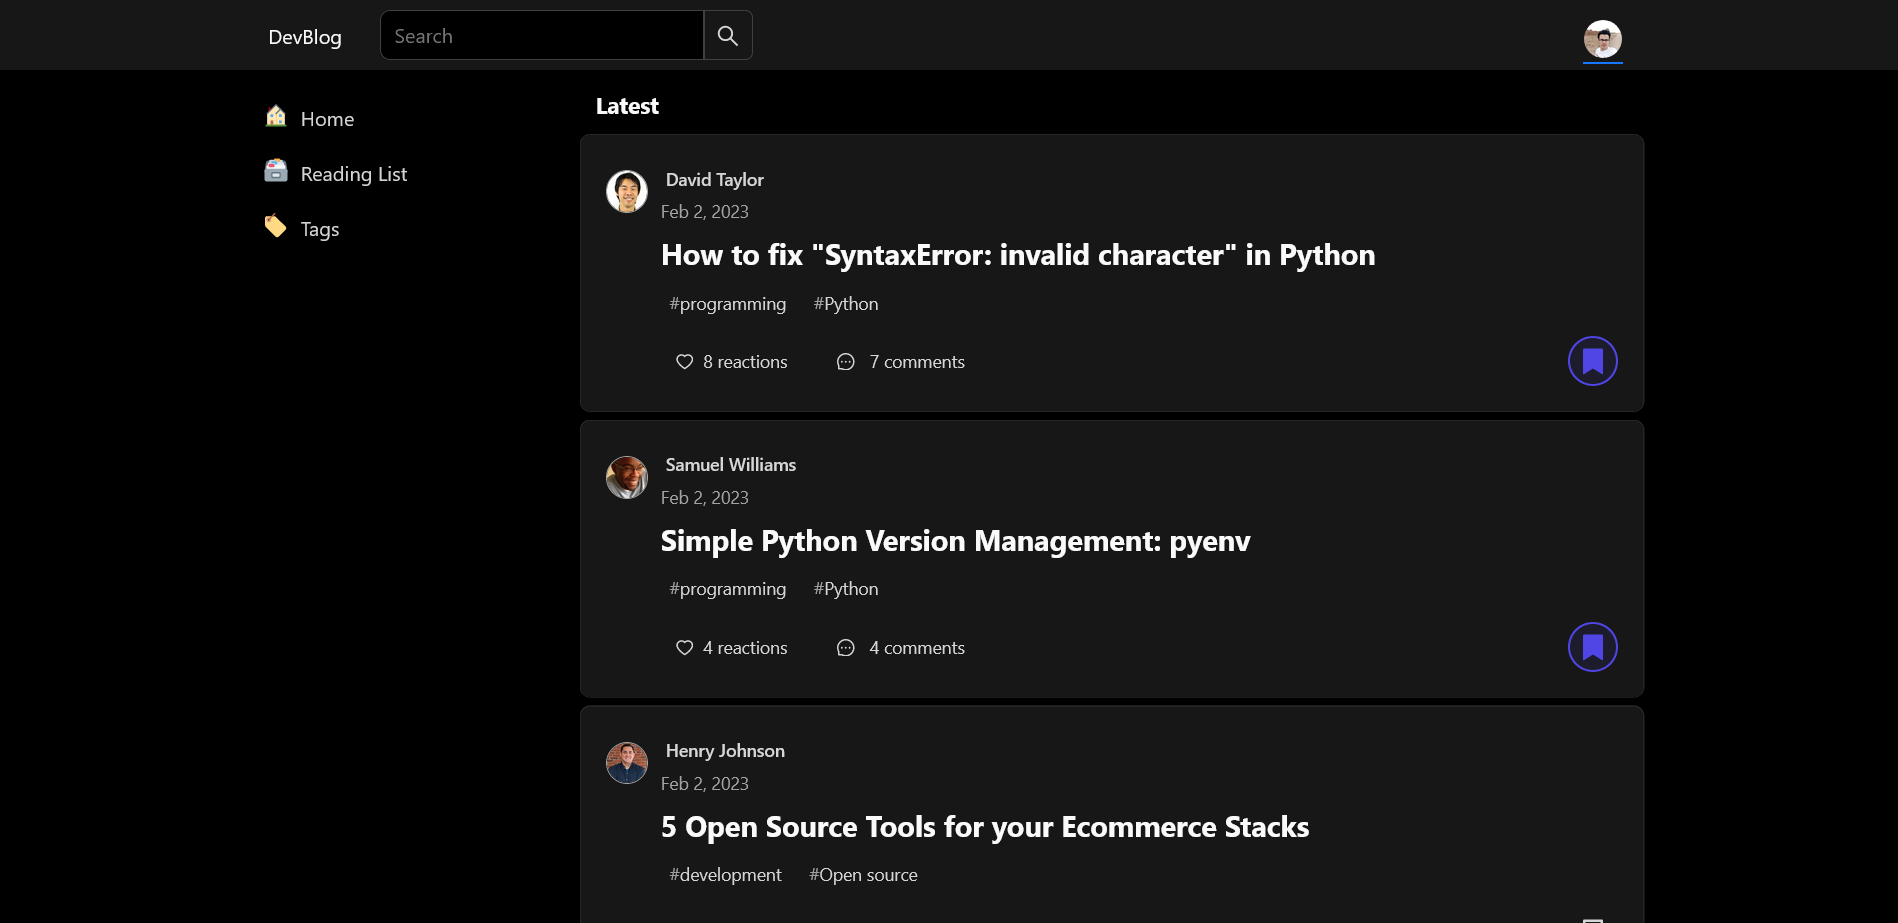 DevBlog
Search
Home
Reading List
Tags
Latest
David Taylor
Feb 2, 2023
How to fix "SyntaxError: invalid character" in Python
#programming #Python
8 reactions 7 comments
Samuel Williams
Feb 2, 2023
Simple Python Version Management: pyenv
#programming #Python
4 reactions 4 comments
Henry Johnson
Feb 2, 2023
5 Open Source Tools for your Ecommerce Stacks
#development #Open source